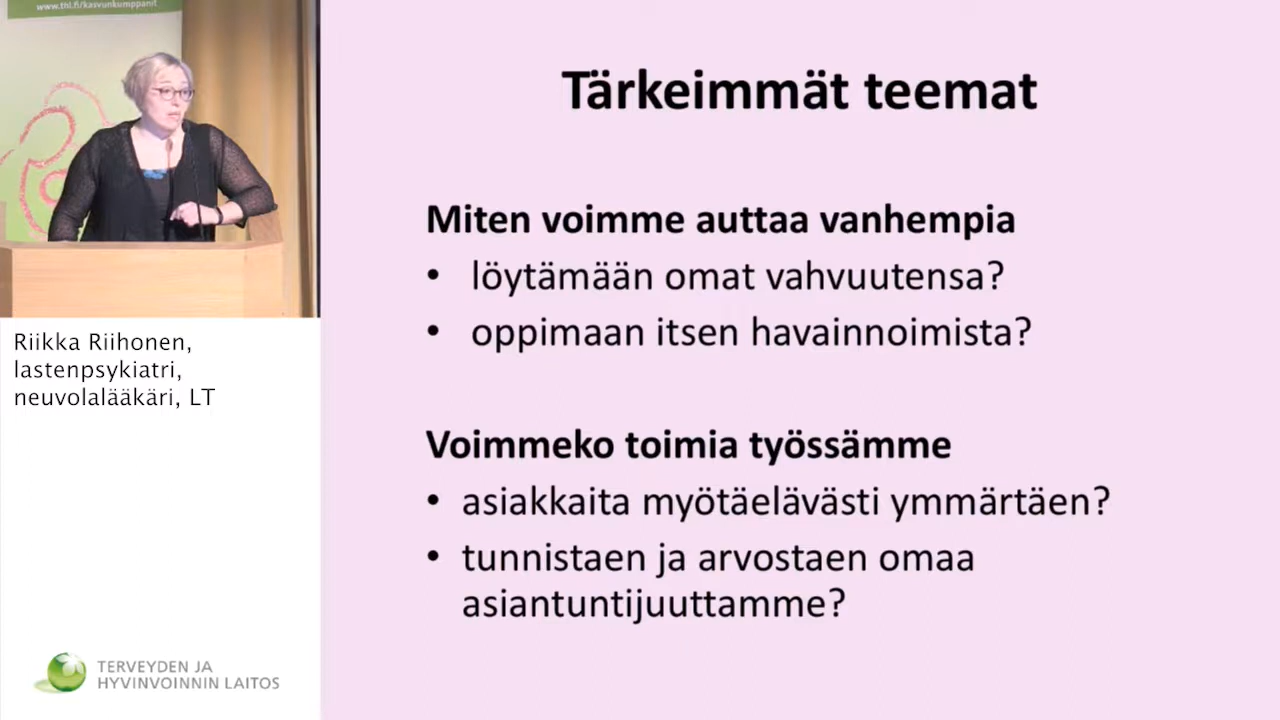 www.thl.fi/kasvunkumppanit
Tärkeimmät teemat
Miten voimme auttaa vanhempia
• löytämään omat vahvuutensa?
• oppimaan itsen havainnoimista?
Voimmeko toimia työssämme
• asiakkaita myötäelävästi ymmärtäen?
• tunnistaen ja arvostaen omaa
asiantuntijuuttamme?
Riikka Riihonen,
lastenpsykiatri,
neuvolalääkäri, LT
TERVEYDEN JA
HYVINVOINNIN LAITOS